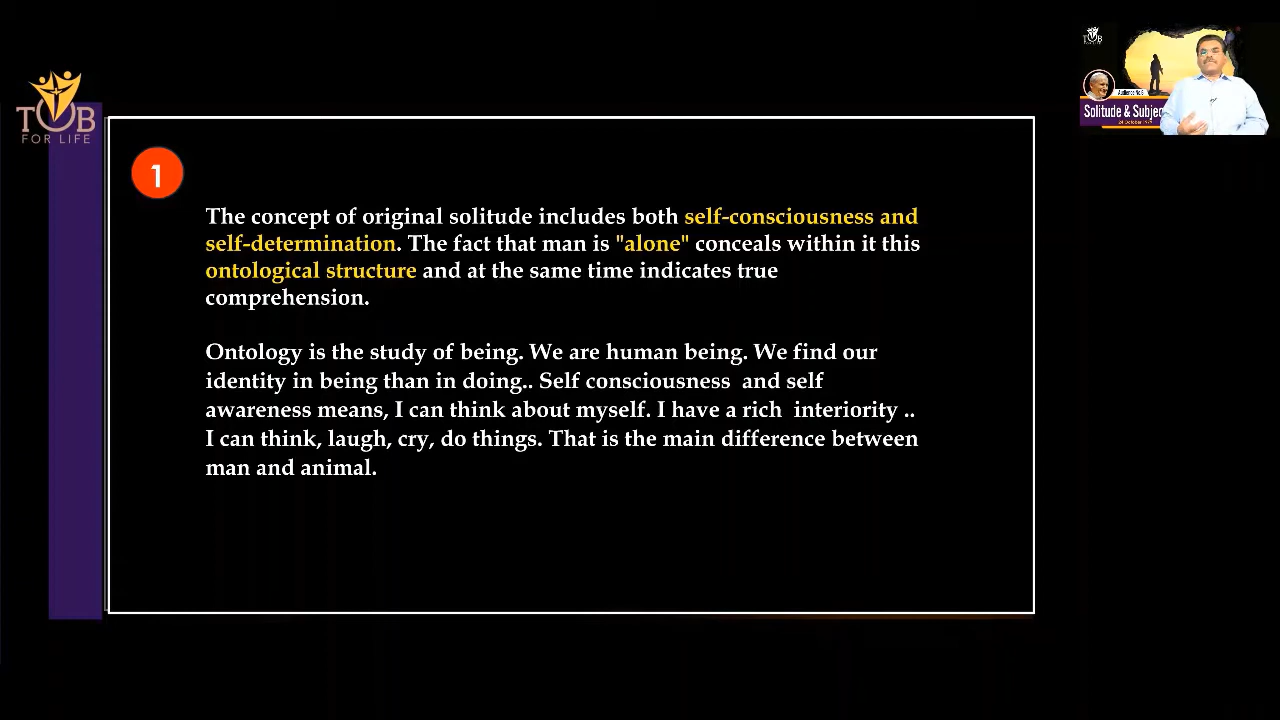 TOB
FOR LIFE
1
The concept of original solitude includes both self-consciousness and
self-determination. The fact that man is "alone" conceals within it this
ontological structure and at the same time indicates true
comprehension.
Ontology is the study of being. We are human being. We find our
identity in being than in doing.. Self consciousness and self
awareness means, I can think about myself. I have a rich interiority ..
I can think, laugh, cry, do things. That is the main difference between
man and animal.
TOB
Solitude & Subjec